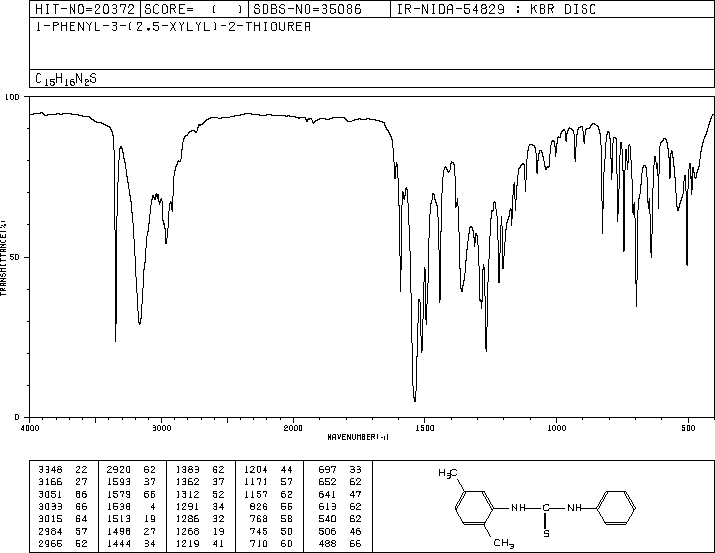 HIT-NO=20372 SCORE= ( ) SDBS-NO=35086 IR-NIDA-54829 : KBR DISC
1-PHENYL-3-(2,5-XYLYL)-2-THIOUREA
C15H16N2S
100
50
0
TRANSMITTANCE(%)
4000 3000 2000 1500 1000 500
WAVENUMBER(-1)
3348 22 2920 62 1383 62 1204 44 697 33
3166 27 1593 37 1362 37 1171 57 652 62
3051 66 1579 66 1312 52 1157 62 641 47
3033 66 1538 4 1291 34 826 55 613 62
3015 64 1513 19 1286 32 768 58 540 62
2984 57 1498 27 1268 19 745 50 506 46
2966 52 1444 34 1219 41 710 60 488 66
H3C
NH C NH
S
CH3